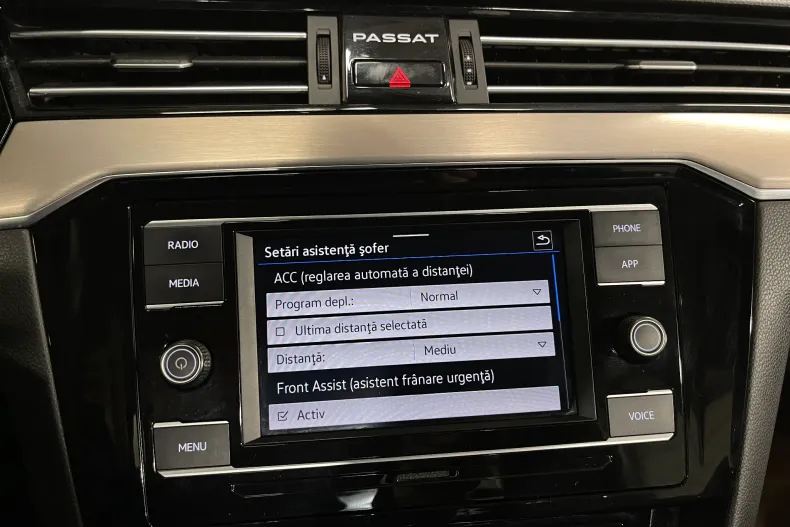 PASSAT
RADIO
MEDIA
MENU
Setări asistenţă şofer
ACC (reglarea automată a distanţei)
Program depl.: Normal
Ultima distanţă selectată
Distanţă: Mediu
Front Assist (asistent frânare urgenţă)
Activ
PHONE
APP
VOICE